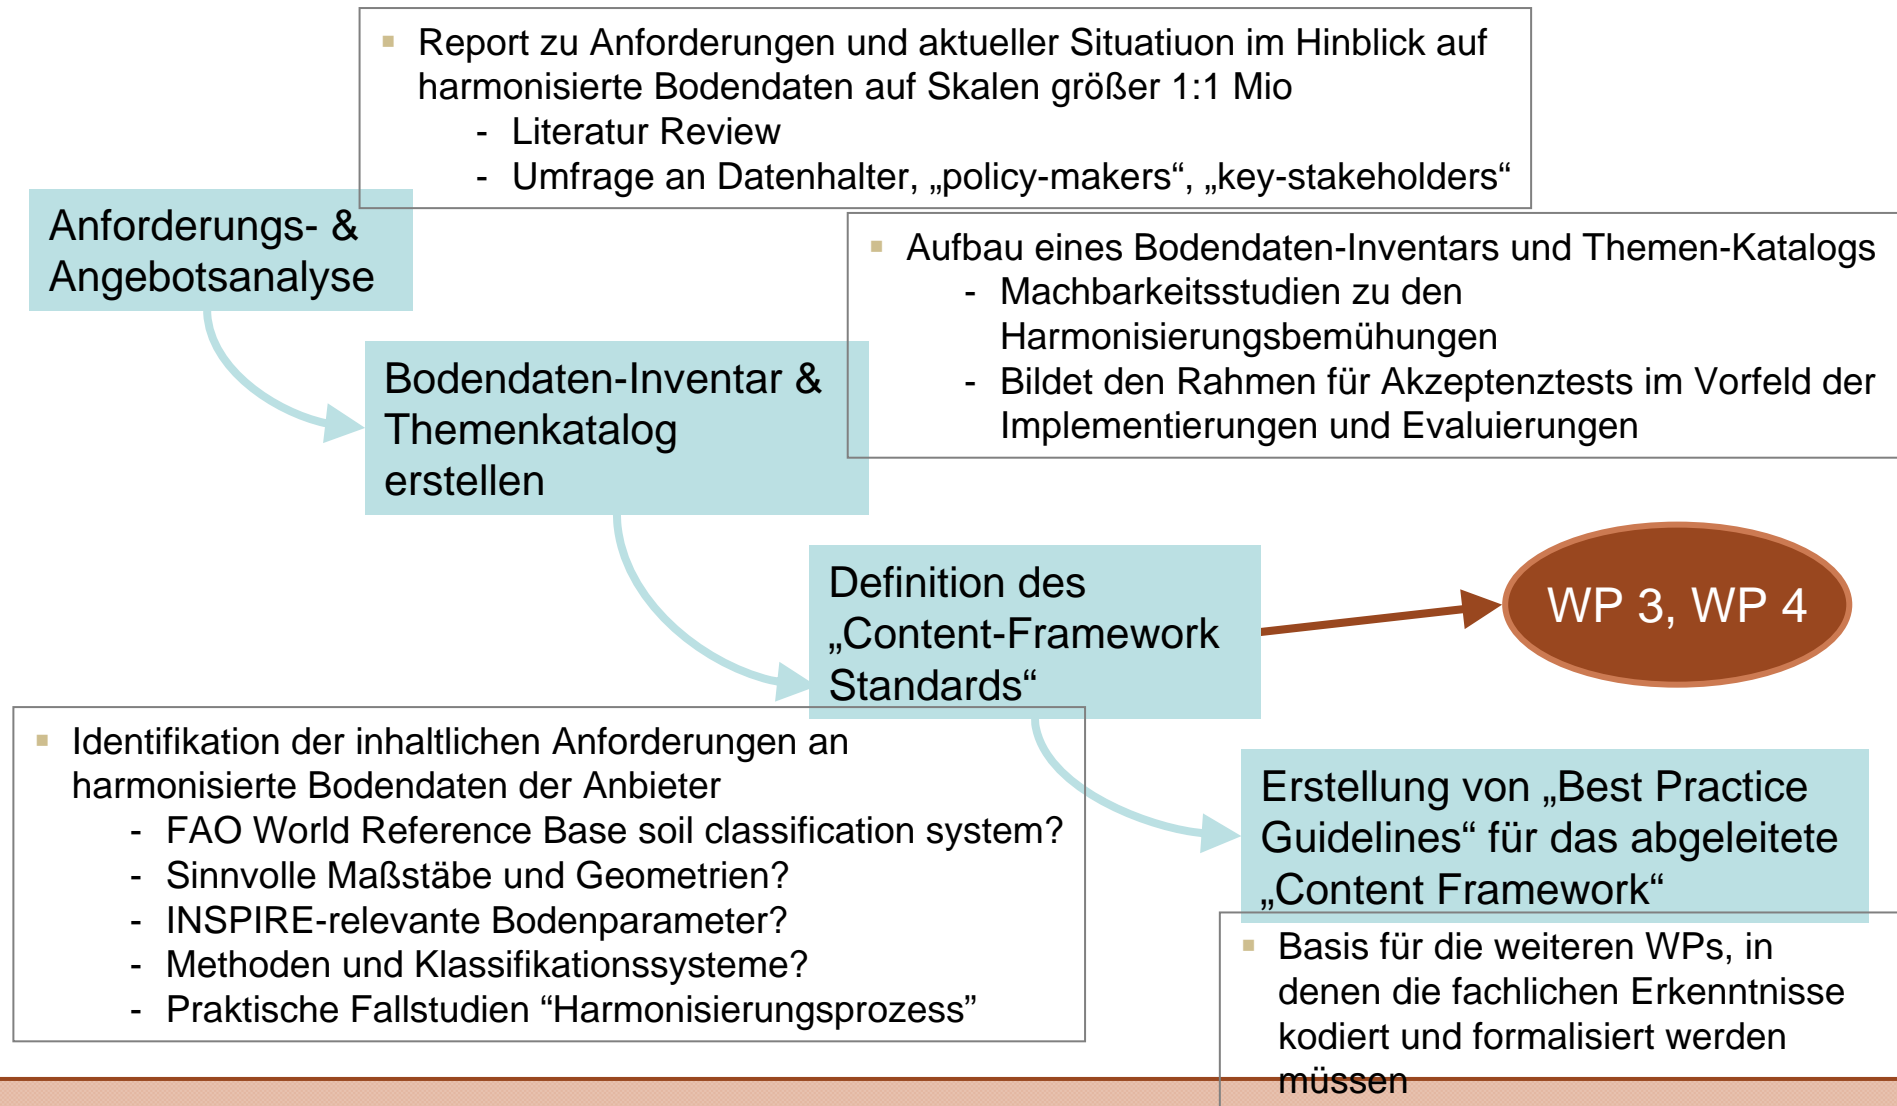 ▪ Report zu Anforderungen und aktueller Situatiuon im Hinblick auf
harmonisierte Bodendaten auf Skalen größer 1:1 Mio
- Literatur Review
- Umfrage an Datenhalter, „policy-makers“, „key-stakeholders“
Anforderungs- &
Angebotsanalyse
▪ Aufbau eines Bodendaten-Inventars und Themen-Katalogs
- Machbarkeitsstudien zu den
Harmonisierungsbemühungen
- Bildet den Rahmen für Akzeptenztests im Vorfeld der
Implementierungen und Evaluierungen
Bodendaten-Inventar &
Themenkatalog
erstellen
Definition des
„Content-Framework
Standards“
WP 3, WP 4
▪ Identifikation der inhaltlichen Anforderungen an
harmonisierte Bodendaten der Anbieter
- FAO World Reference Base soil classification system?
- Sinnvolle Maßstäbe und Geometrien?
- INSPIRE-relevante Bodenparameter?
- Methoden und Klassifikationssysteme?
- Praktische Fallstudien “Harmonisierungsprozess”
Erstellung von „Best Practice
Guidelines“ für das abgeleitete
„Content Framework“
▪ Basis für die weiteren WPs, in
denen die fachlichen Erkenntnisse
kodiert und formalisiert werden
müssen